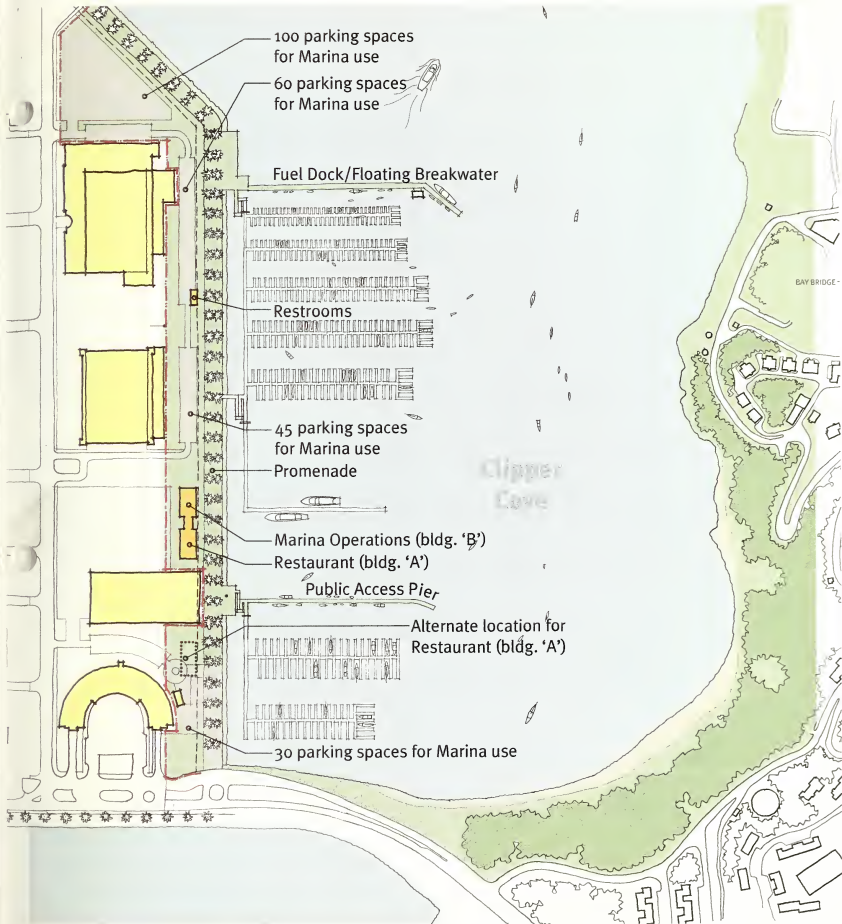 100 parking spaces
for Marina use
60 parking spaces
for Marina use
Fuel Dock/Floating Breakwater
BAY BRIDGE
Restrooms
45 parking spaces
for Marina use
Promenade
Clipper
Cove
Marina Operations (bldg. ‘B’)
Restaurant (bldg. ‘A’)
Public Access Pier
Alternate location for
Restaurant (bldg. ‘A’)
30 parking spaces for Marina use